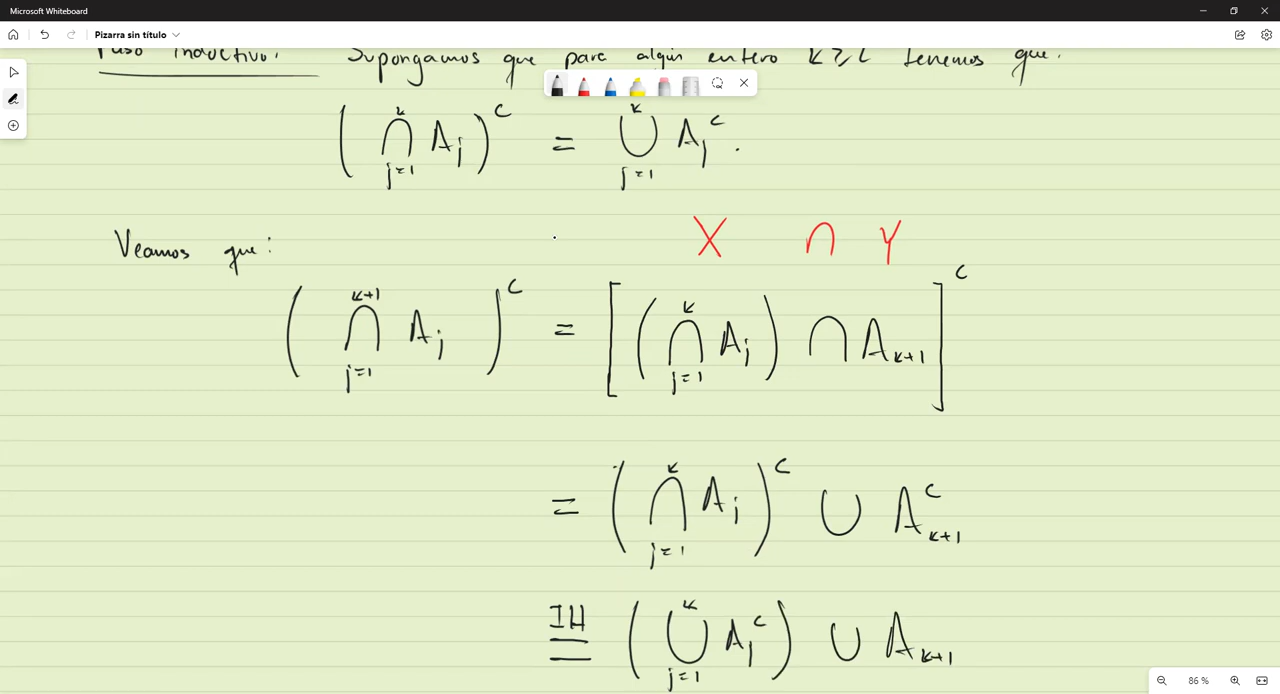 Microsoft Whiteboard
Pizarra sin título
Paso inductivo: Supongamos que para algún entero K ≥ 2 tenemos que:
( ⋂_{j=1}^{K} A_j )^C = ⋃_{j=1}^{K} A_j^C .
X ∩ Y
Veamos que:
( ⋂_{j=1}^{K+1} A_j )^C = [ ( ⋂_{j=1}^{K} A_j ) ∩ A_{K+1} ]^C
= ( ⋂_{j=1}^{K} A_j )^C ∪ A_{K+1}^C
IH
= ( ⋃_{j=1}^{K} A_j^C ) ∪ A_{K+1}
86 %